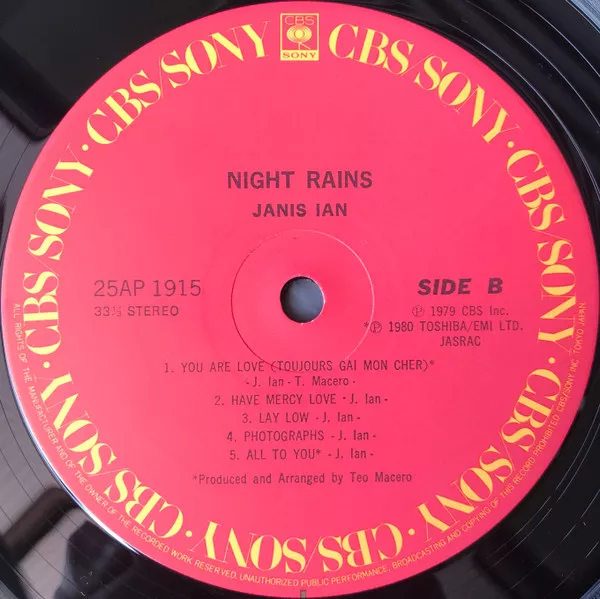 CBS
SONY
CBS/SONY · CBS/SONY · CBS/SONY · CBS/SONY · CBS/SONY · CBS/SONY · CBS/SONY · CBS/SONY
NIGHT RAINS
JANIS IAN
25AP 1915
33⅓ STEREO
SIDE B
Ⓟ 1979 CBS Inc.
*Ⓟ 1980 TOSHIBA/EMI LTD.
JASRAC
1. YOU ARE LOVE (TOUJOURS GAI MON CHER)*
- J. Ian - T. Macero -
2. HAVE MERCY LOVE - J. Ian -
3. LAY LOW - J. Ian -
4. PHOTOGRAPHS - J. Ian -
5. ALL TO YOU* - J. Ian -
*Produced and Arranged by Teo Macero
ALL RIGHTS OF THE MANUFACTURER AND OF THE OWNER OF THE RECORDED WORK RESERVED. UNAUTHORIZED PUBLIC PERFORMANCE, BROADCASTING AND COPYING OF THIS RECORD PROHIBITED. CBS/SONY INC. TOKYO JAPAN